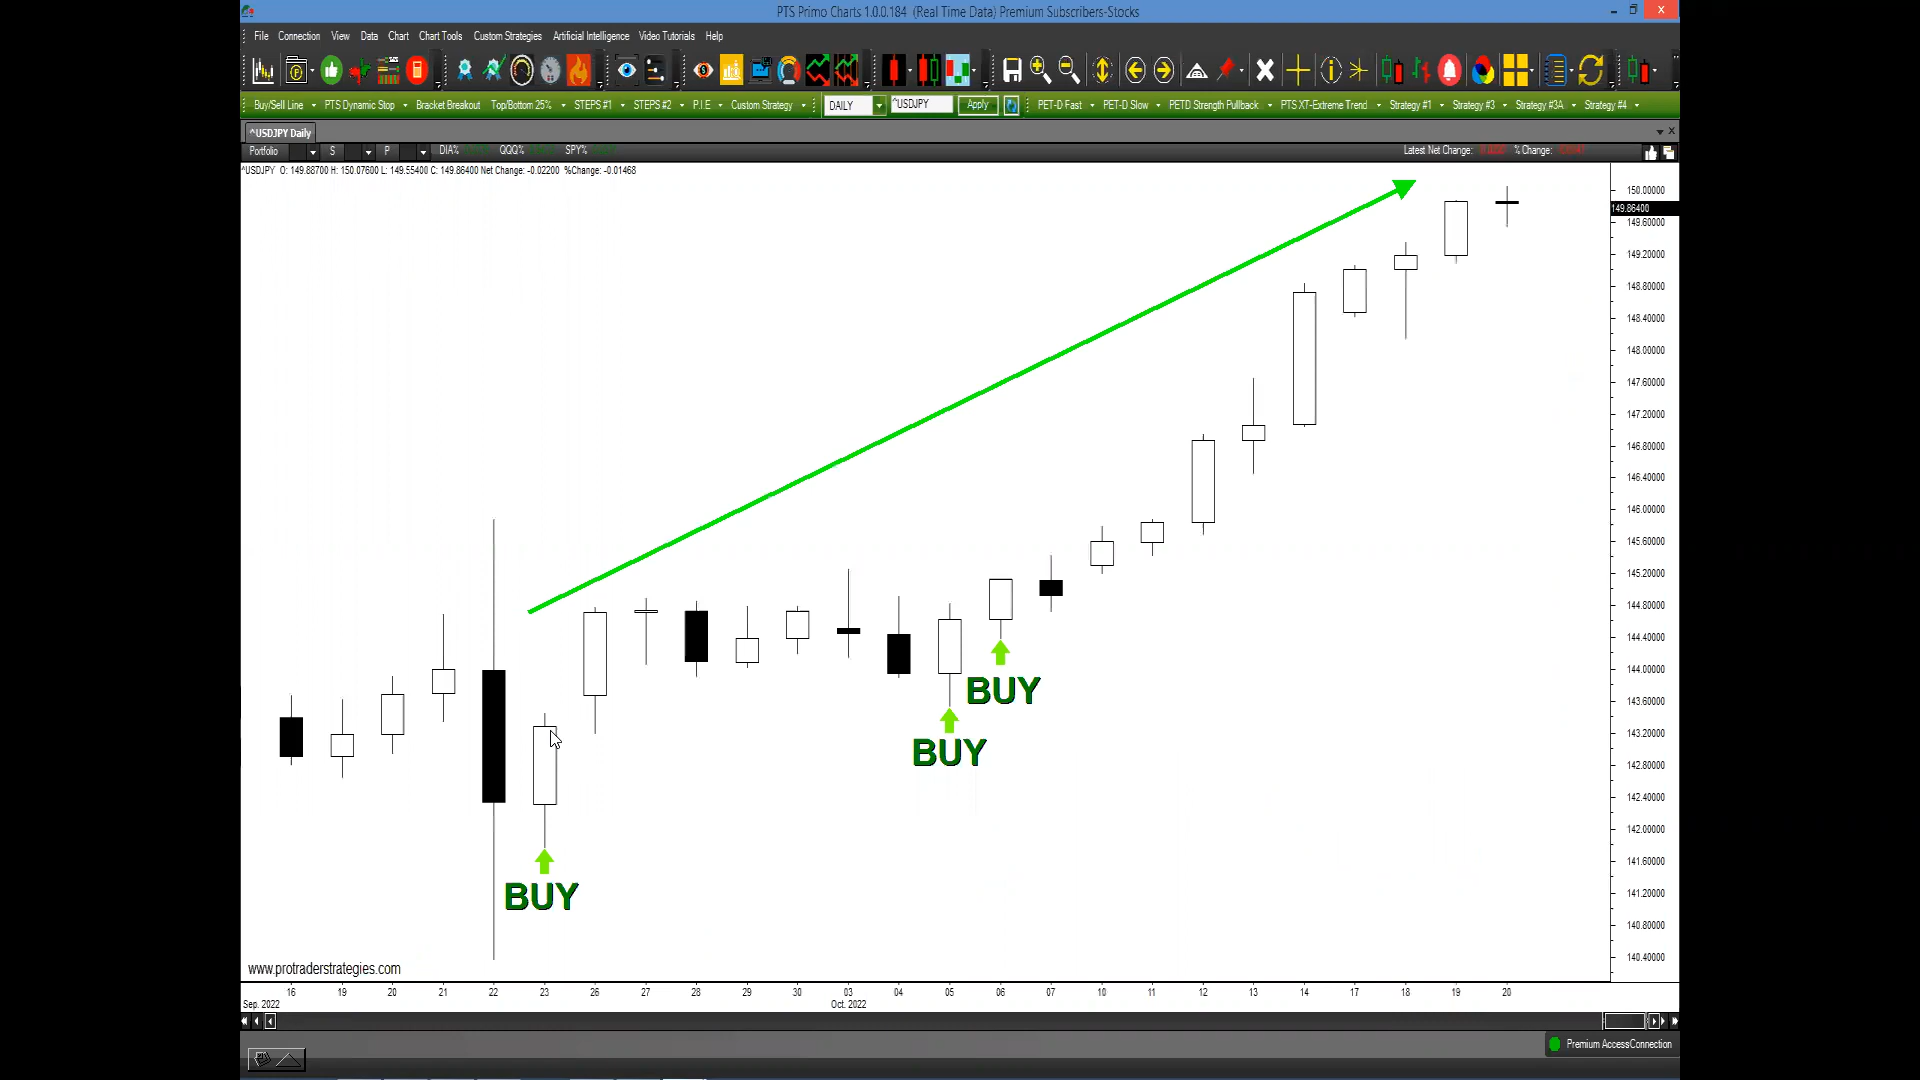 PTS Primo Charts 1.0.0.184 (Real Time Data) Premium Subscribers-Stocks
File Connection View Data Chart Chart Tools Custom Strategies Artificial Intelligence Video Tutorials Help
Buy/Sell Line PTS Dynamic Stop Bracket Breakout Top/Bottom 25% STEPS #1 STEPS #2 P.I.E Custom Strategy DAILY ^USDJPY Apply PET-D Fast PET-D Slow PETD Strength Pullback PTS XT-Extreme Trend Strategy #1 Strategy #3 Strategy #3A Strategy #4
^USDJPY Daily
Portfolio S P DIA% QQQ% SPY% Latest Net Change: % Change:
^USDJPY O: 149.88700 H: 150.07600 L: 149.55400 C: 149.86400 Net Change: -0.02200 %Change: -0.01468
150.00000
149.86400
149.60000
149.20000
148.80000
148.40000
148.00000
147.60000
147.20000
146.80000
146.40000
146.00000
145.60000
145.20000
144.80000
144.40000
144.00000
143.60000
143.20000
142.80000
142.40000
142.00000
141.60000
141.20000
140.80000
140.40000
BUY
BUY
BUY
www.protraderstrategies.com
16 19 20 21 22 23 26 27 28 29 30 03 04 05 06 07 10 11 12 13 14 17 18 19 20
Sep. 2022 Oct. 2022
Premium AccessConnection